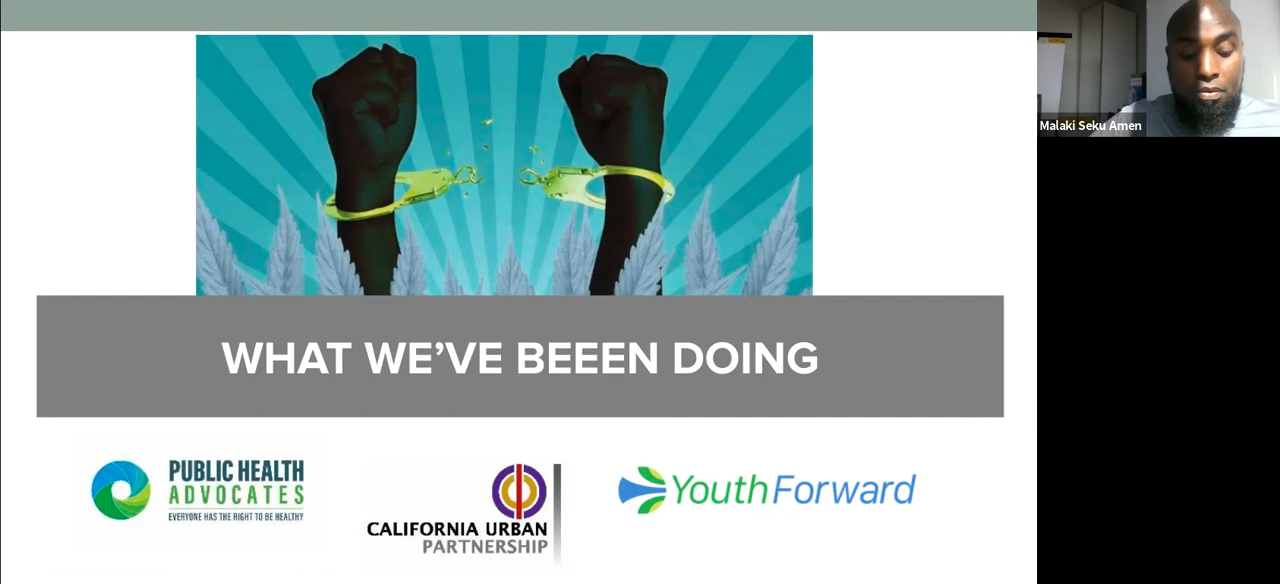 Malaki Seku Amen
WHAT WE'VE BEEEN DOING
PUBLIC HEALTH
ADVOCATES
EVERYONE HAS THE RIGHT TO BE HEALTHY
CALIFORNIA URBAN
PARTNERSHIP
YouthForward